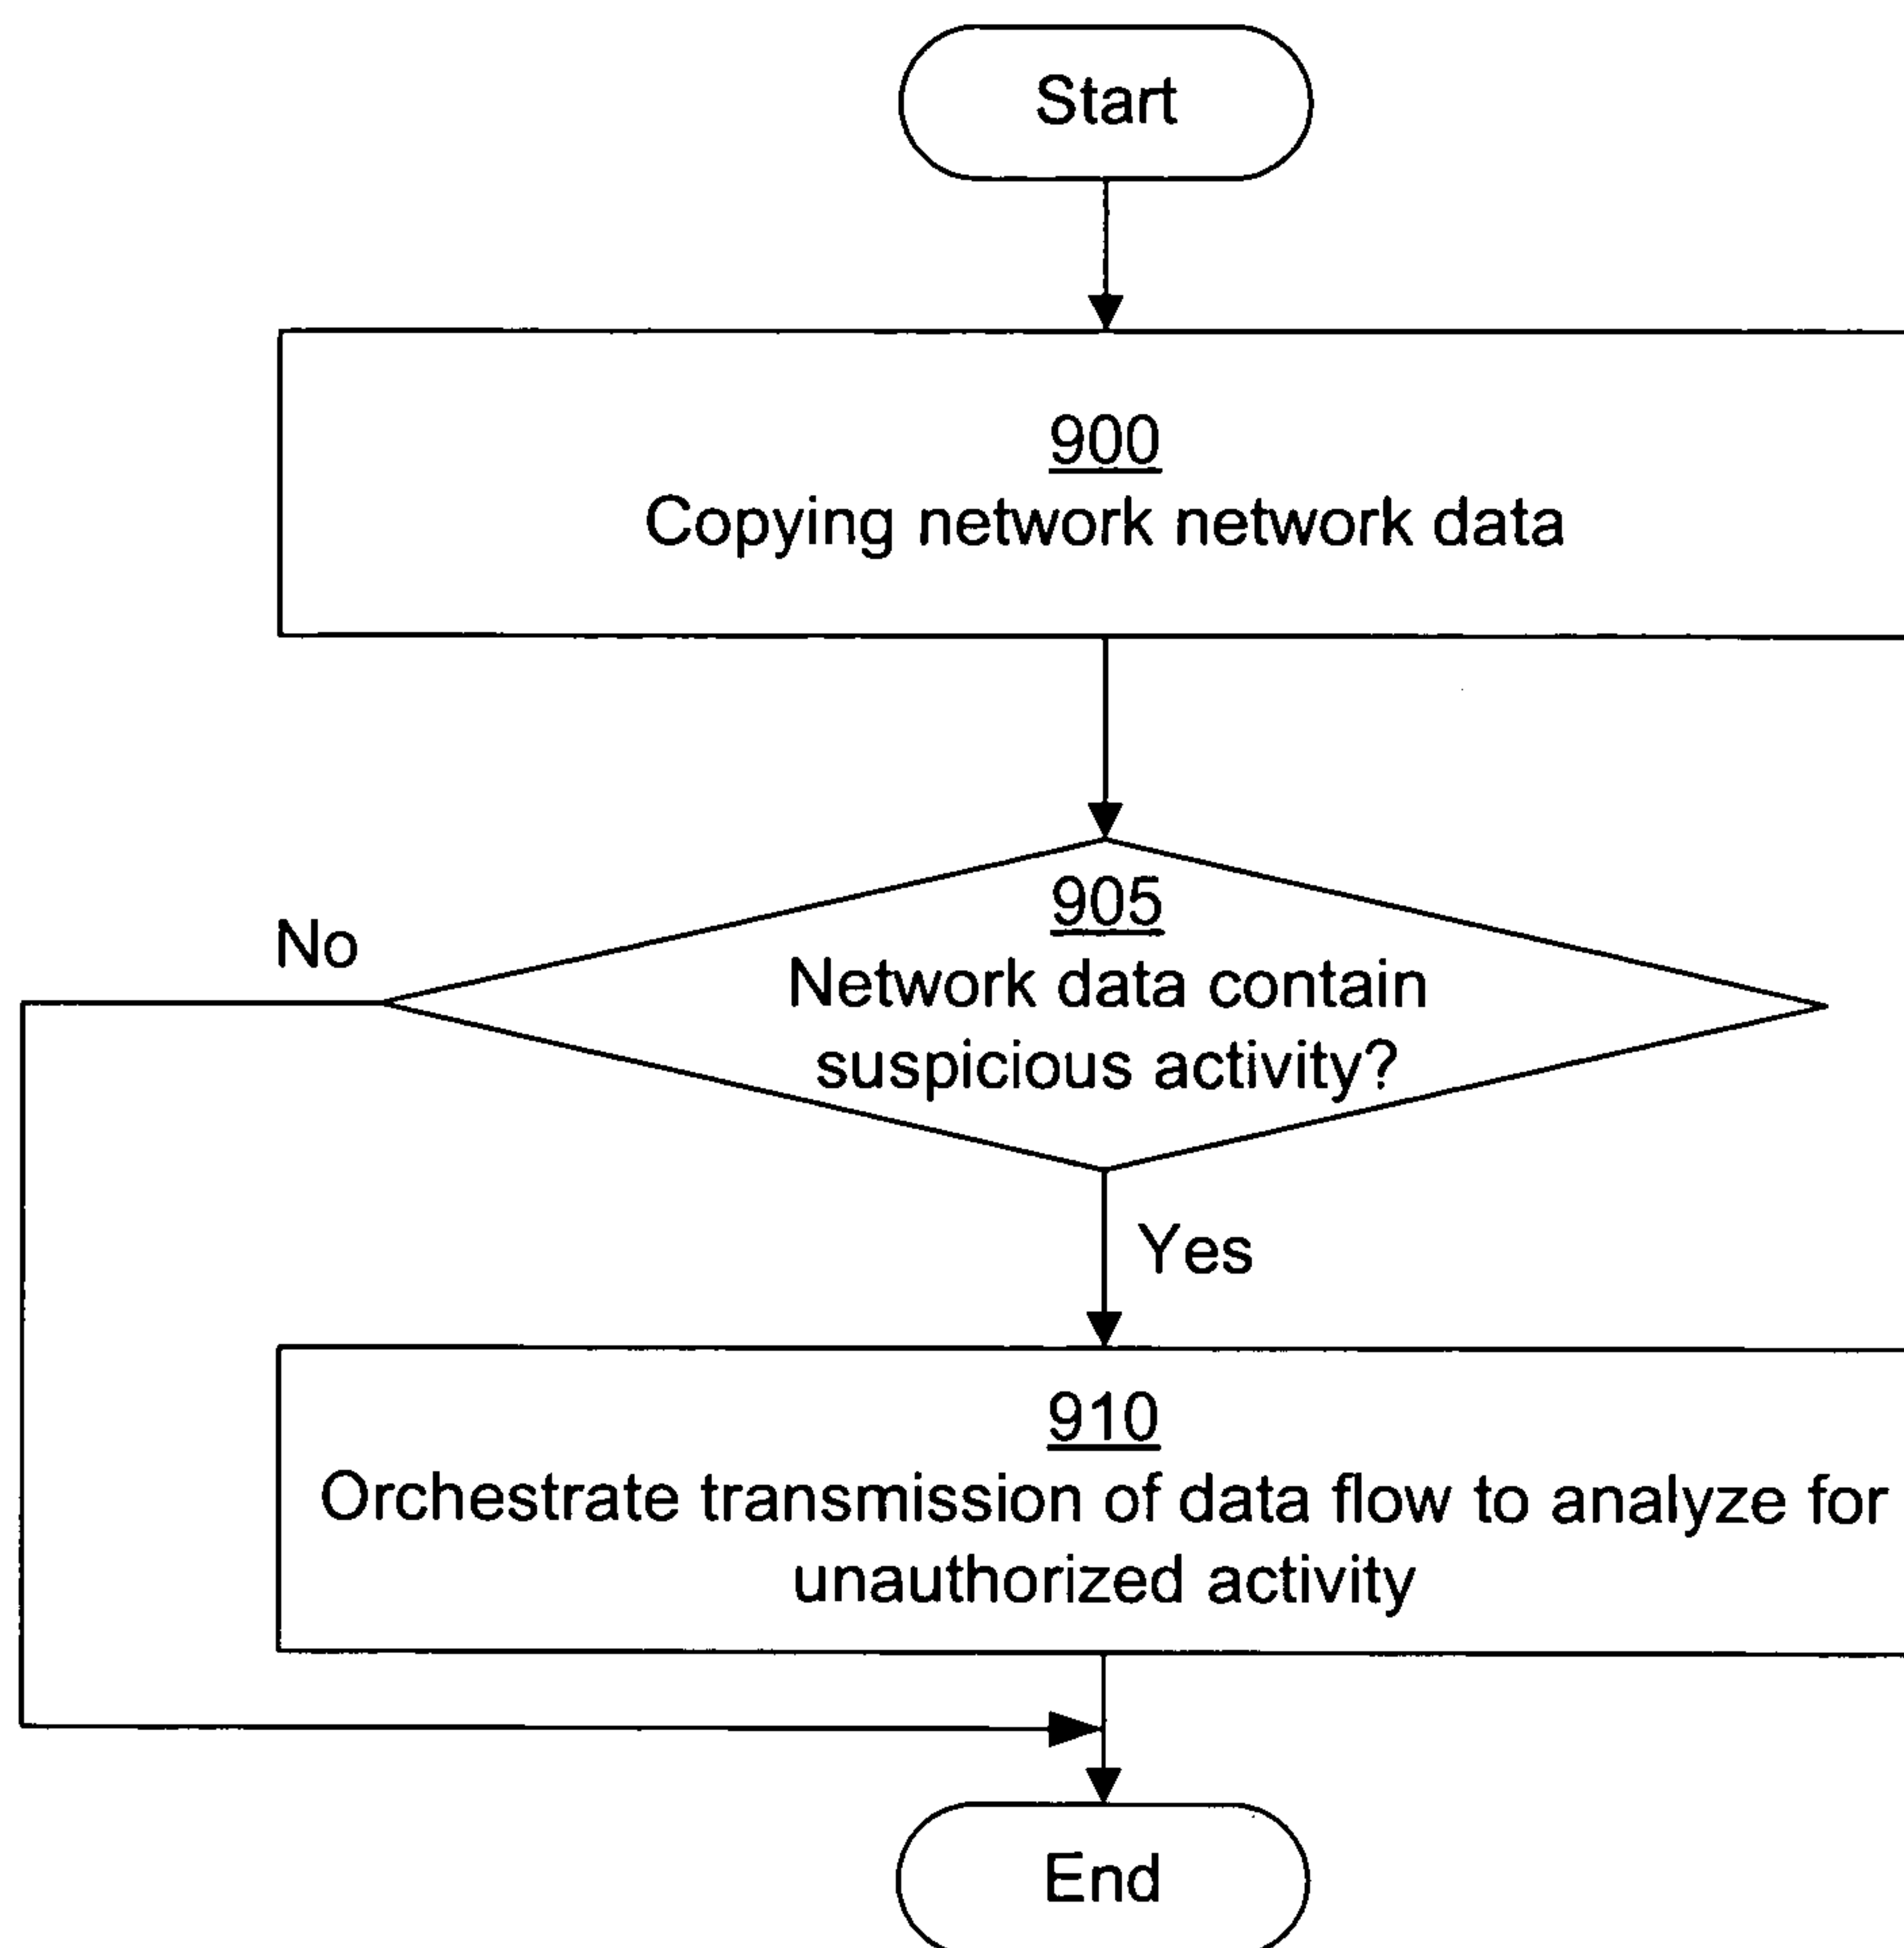 Start
900
Copying network network data
905
Network data contain
suspicious activity?
No
Yes
910
Orchestrate transmission of data flow to analyze for
unauthorized activity
End